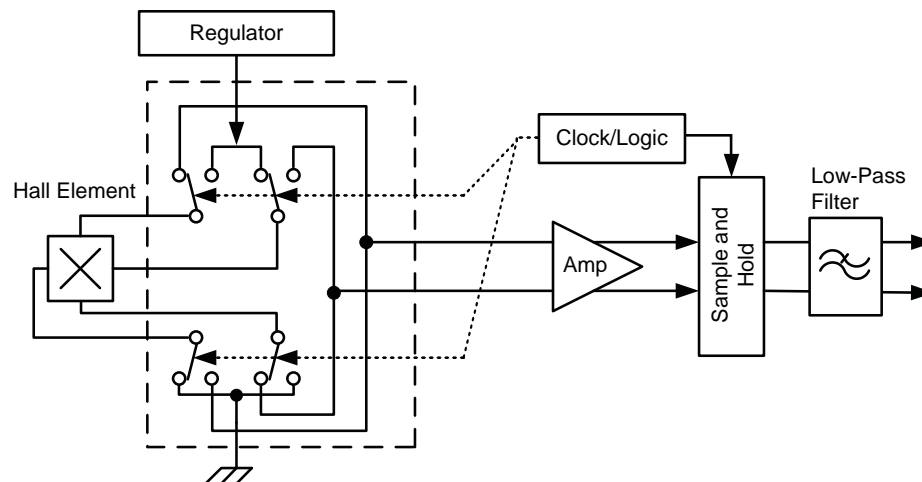 Regulator
Clock/Logic
Hall Element
Low-Pass
Filter
Amp
Sample and
Hold